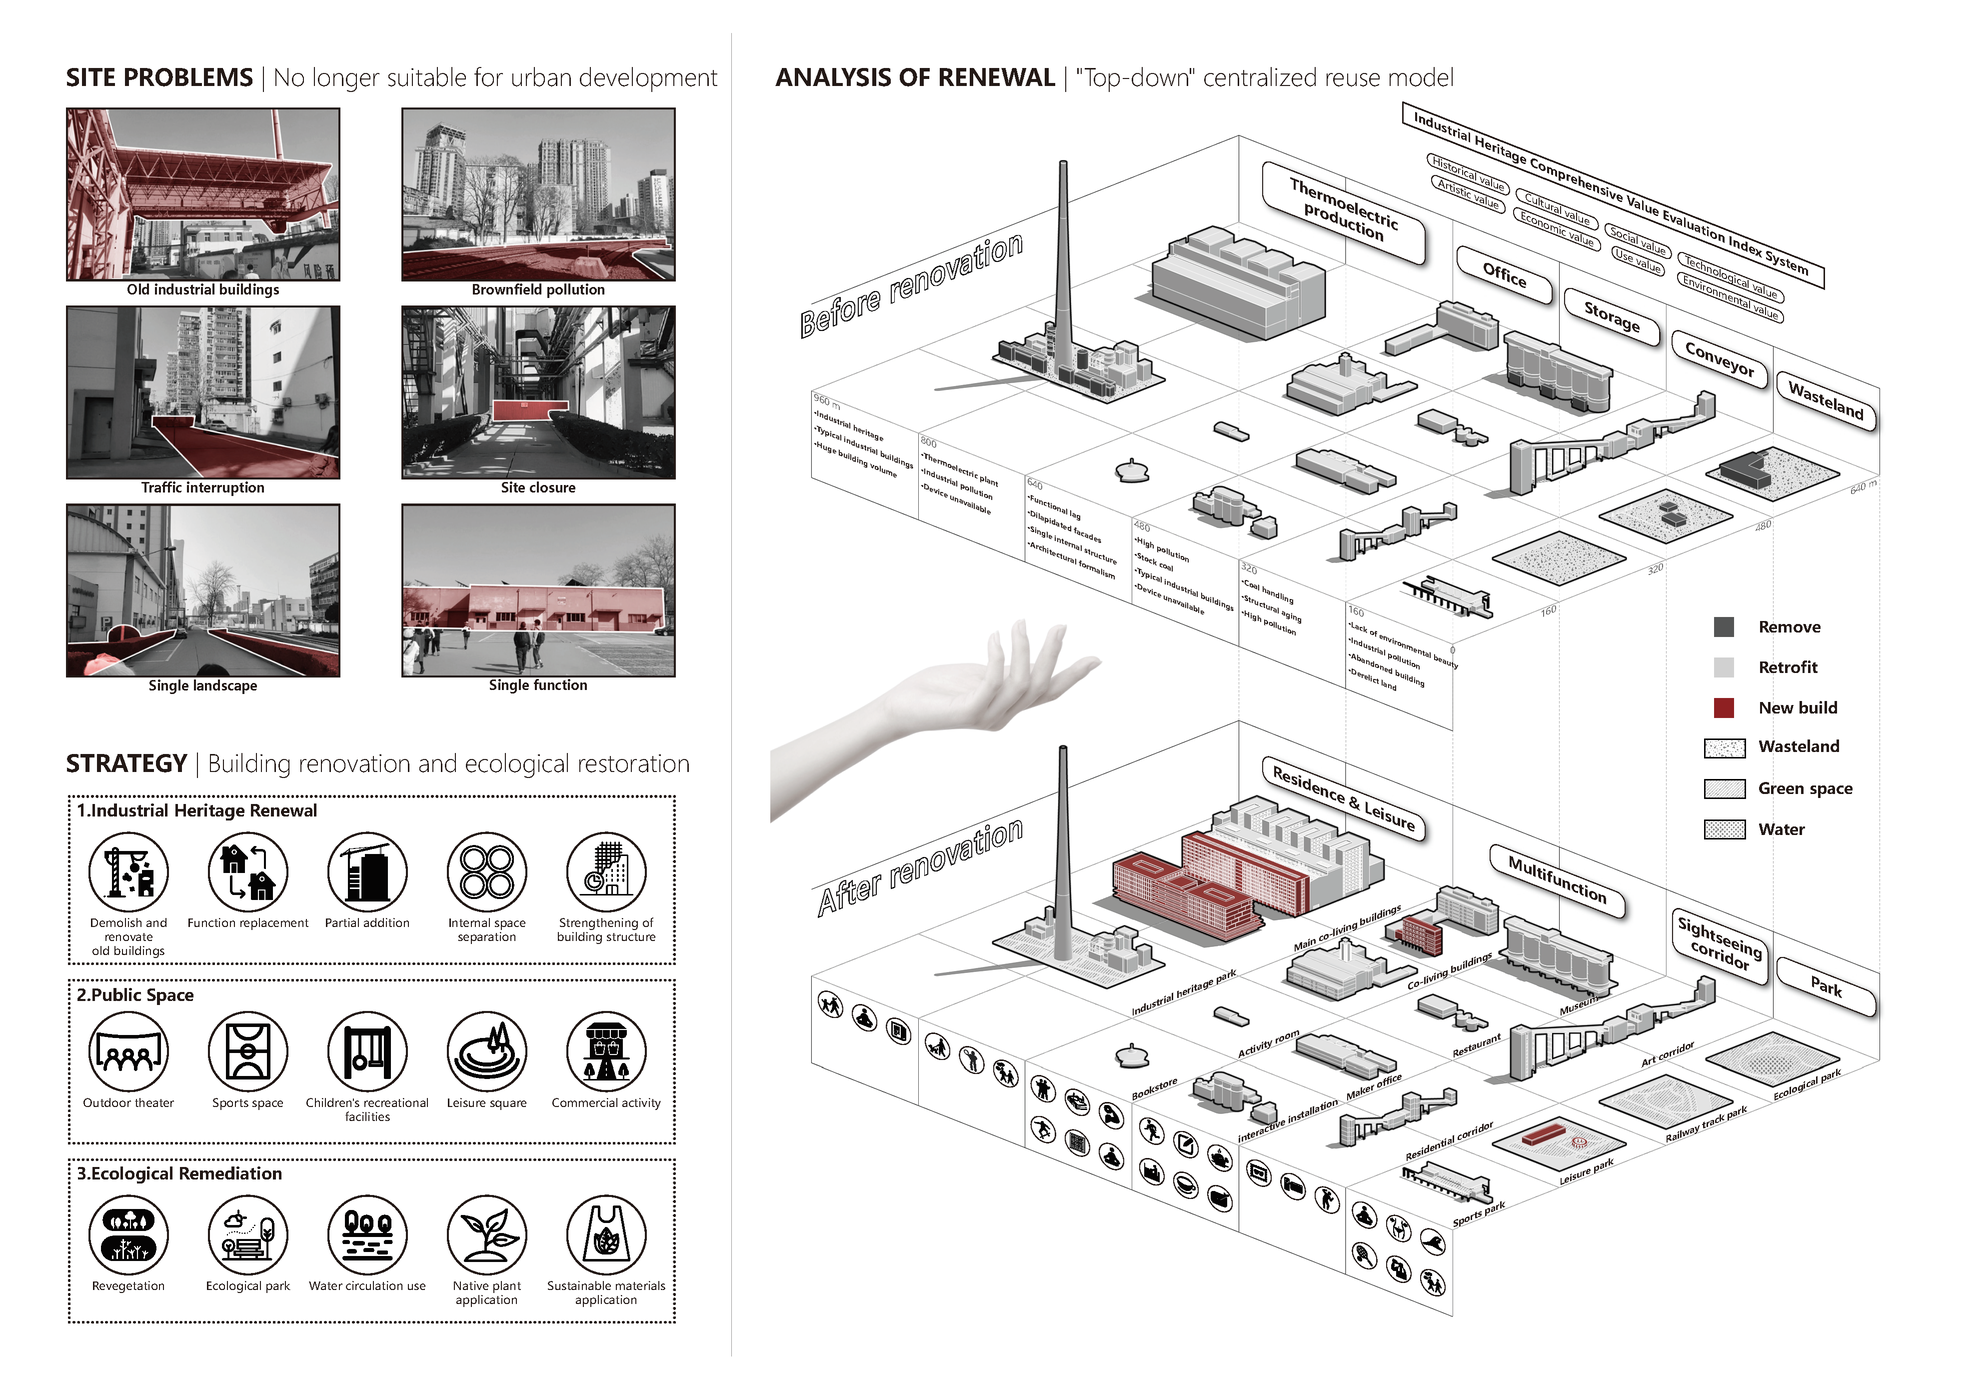 SITE PROBLEMS | No longer suitable for urban development
Old industrial buildings
Brownfield pollution
Traffic interruption
Site closure
Single landscape
Single function
STRATEGY | Building renovation and ecological restoration
1.Industrial Heritage Renewal
Demolish and
renovate
old buildings
Function replacement
Partial addition
Internal space
separation
Strengthening of
building structure
2.Public Space
Outdoor theater
Sports space
Children's recreational
facilities
Leisure square
Commercial activity
3.Ecological Remediation
Revegetation
Ecological park
Water circulation use
Native plant
application
Sustainable materials
application
ANALYSIS OF RENEWAL | "Top-down" centralized reuse model
Industrial Heritage Comprehensive Value Evaluation Index System
Historical value
Artistic value
Cultural value
Economic value
Social value
Use value
Technological value
Environmental value
Before renovation
Thermoelectric
production
Office
Storage
Conveyor
Wasteland
960 m
•Industrial heritage
•Typical industrial buildings
•Huge building volume
800
•Thermoelectric plant
•Industrial pollution
•Device unavailable
640
•Functional lag
•Dilapidated facades
•Single internal structure
•Architectural formalism
480
•High pollution
•Stock coal
•Typical industrial buildings
•Device unavailable
320
•Coal handling
•Structural aging
•High pollution
160
•Lack of environmental beauty
•Industrial pollution
•Abandoned building
•Derelict land
0
160
320
480
640 m
Remove
Retrofit
New build
Wasteland
Green space
Water
After renovation
Residence & Leisure
Multifunction
Sightseeing
corridor
Park
Main co-living buildings
Industrial heritage park
Co-living buildings
Museum
Activity room
Restaurant
Art corridor
Bookstore
Maker office
interactive installation
Residential corridor
Ecological park
Railway track park
Leisure park
Sports park